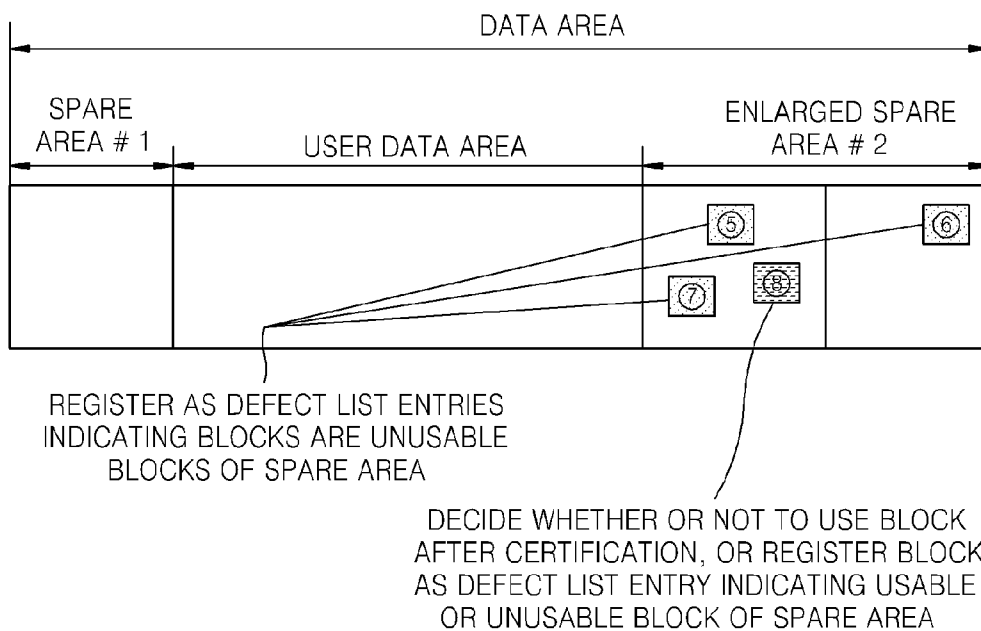 DATA AREA
SPARE
AREA # 1
USER DATA AREA
ENLARGED SPARE
AREA # 2
⑤
⑥
⑦
⑧
REGISTER AS DEFECT LIST ENTRIES
INDICATING BLOCKS ARE UNUSABLE
BLOCKS OF SPARE AREA
DECIDE WHETHER OR NOT TO USE BLOCK
AFTER CERTIFICATION, OR REGISTER BLOCK
AS DEFECT LIST ENTRY INDICATING USABLE
OR UNUSABLE BLOCK OF SPARE AREA